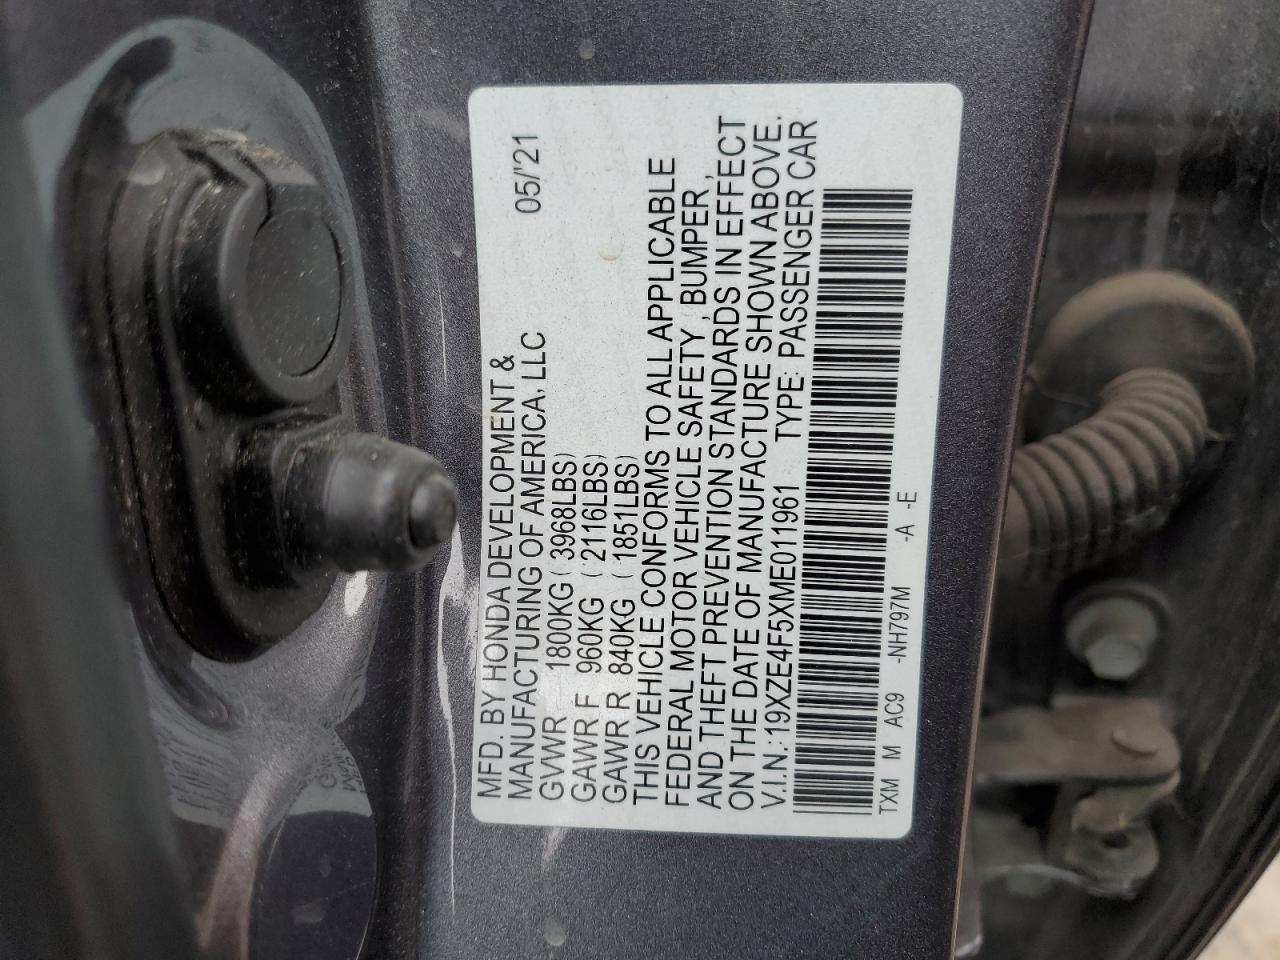 MFD. BY HONDA DEVELOPMENT & 05/'21
MANUFACTURING OF AMERICA, LLC
GVWR 1800KG (3968LBS)
GAWR F 960KG (2116LBS)
GAWR R 840KG (1851LBS)
THIS VEHICLE CONFORMS TO ALL APPLICABLE
FEDERAL MOTOR VEHICLE SAFETY, BUMPER,
AND THEFT PREVENTION STANDARDS IN EFFECT
ON THE DATE OF MANUFACTURE SHOWN ABOVE.
V.I.N.:19XZE4F5XME011961 TYPE: PASSENGER CAR
TXM M AC9 -NH797M -A -E